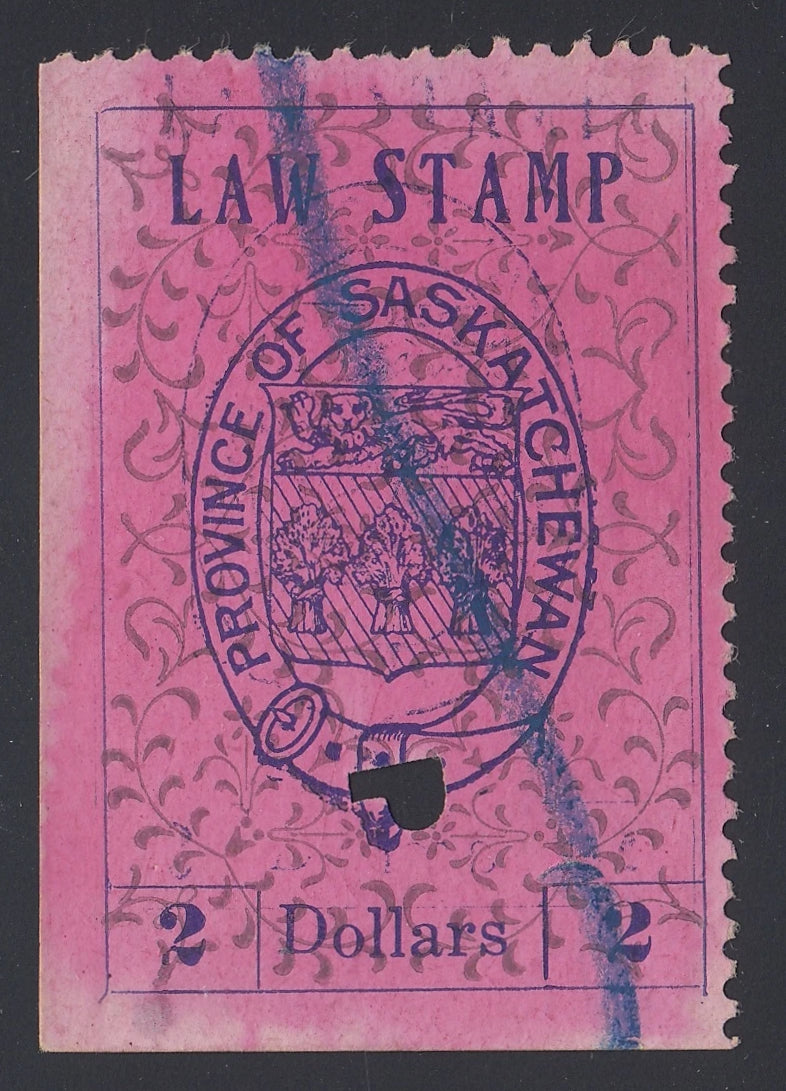 LAW STAMP
PROVINCE OF SASKATCHEWAN
2 Dollars 2